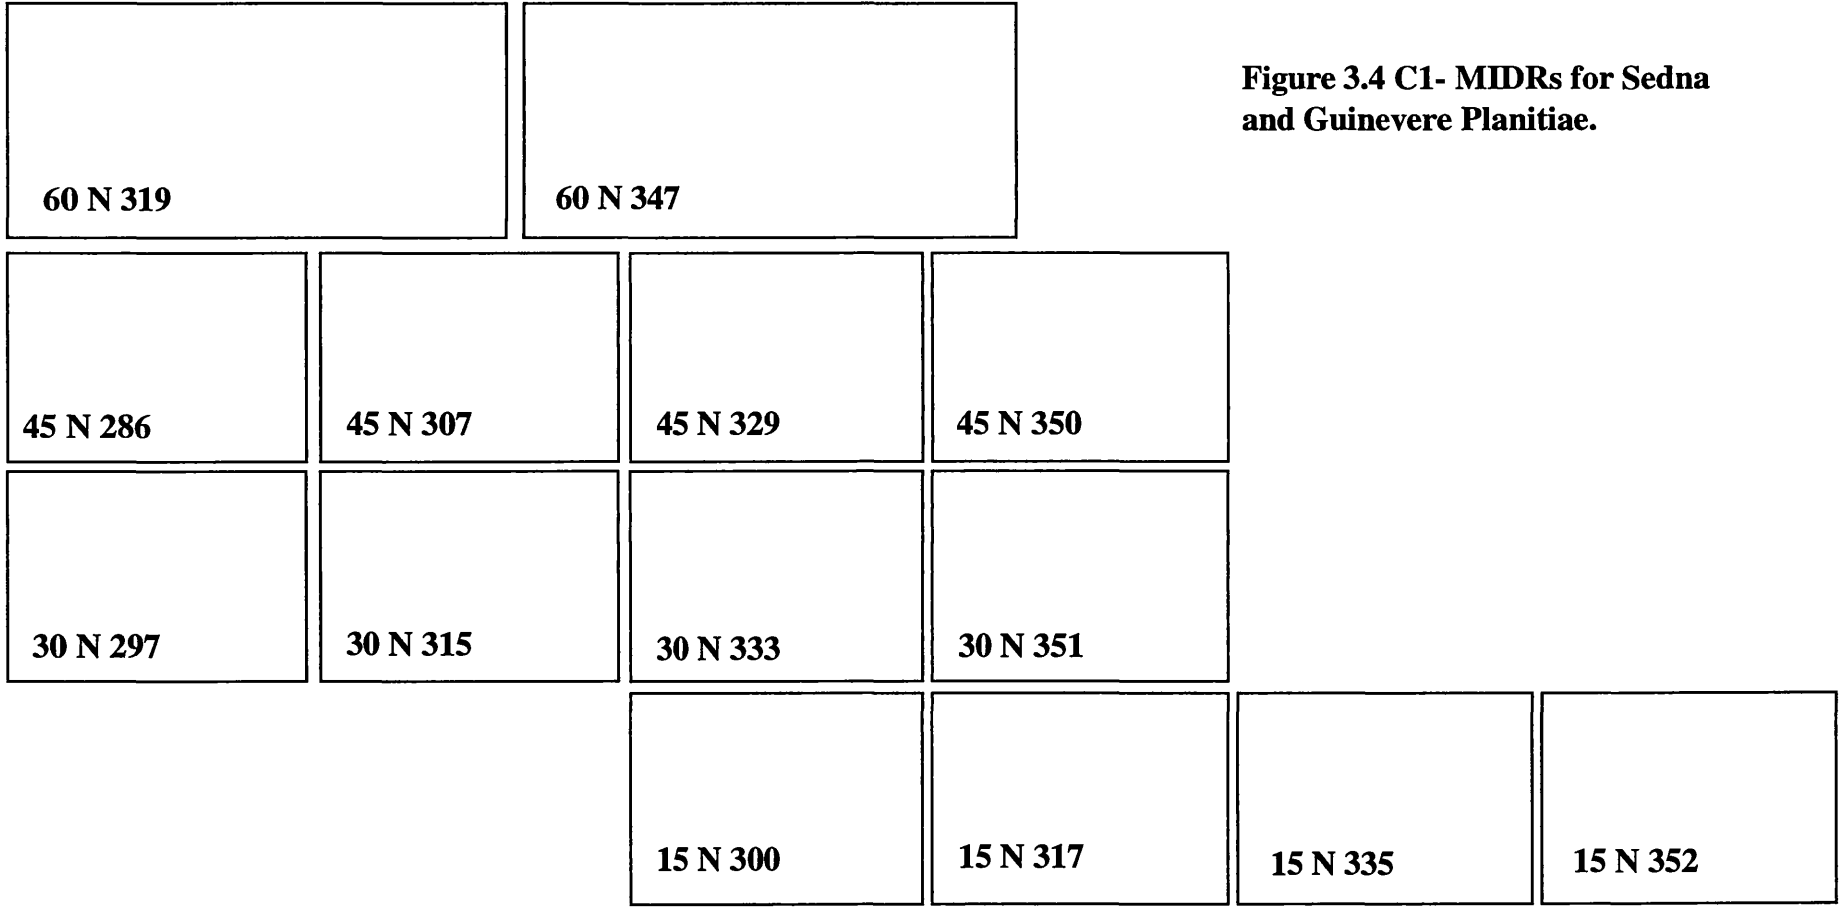 Figure 3.4 C1- MIDRs for Sedna
and Guinevere Planitiae.
60 N 319
60 N 347
45 N 286
45 N 307
45 N 329
45 N 350
30 N 297
30 N 315
30 N 333
30 N 351
15 N 300
15 N 317
15 N 335
15 N 352